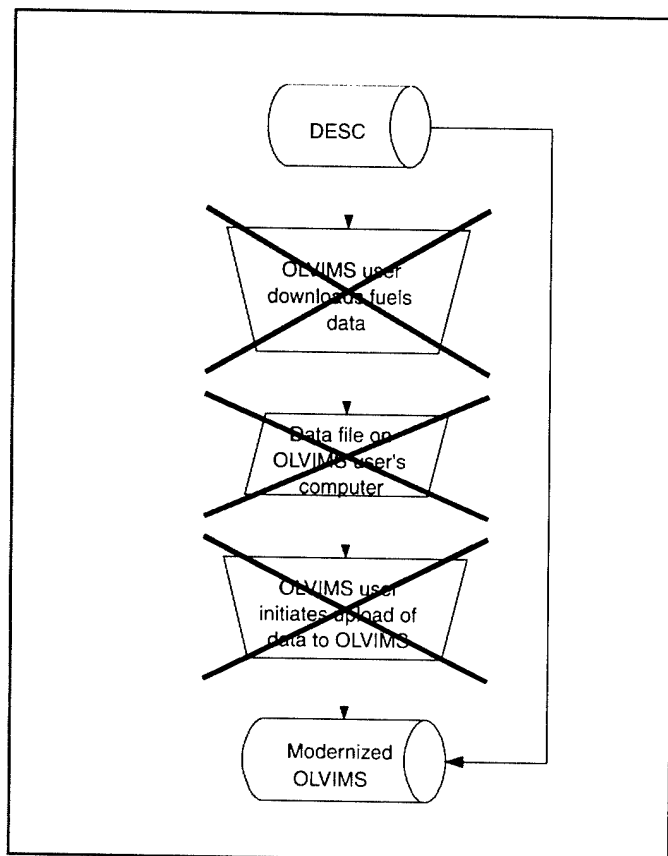 DESC
OLVIMS user
downloads fuels
data
Data file on
OLVIMS user's
computer
OLVIMS user
initiates upload of
data to OLVIMS
Modernized
OLVIMS